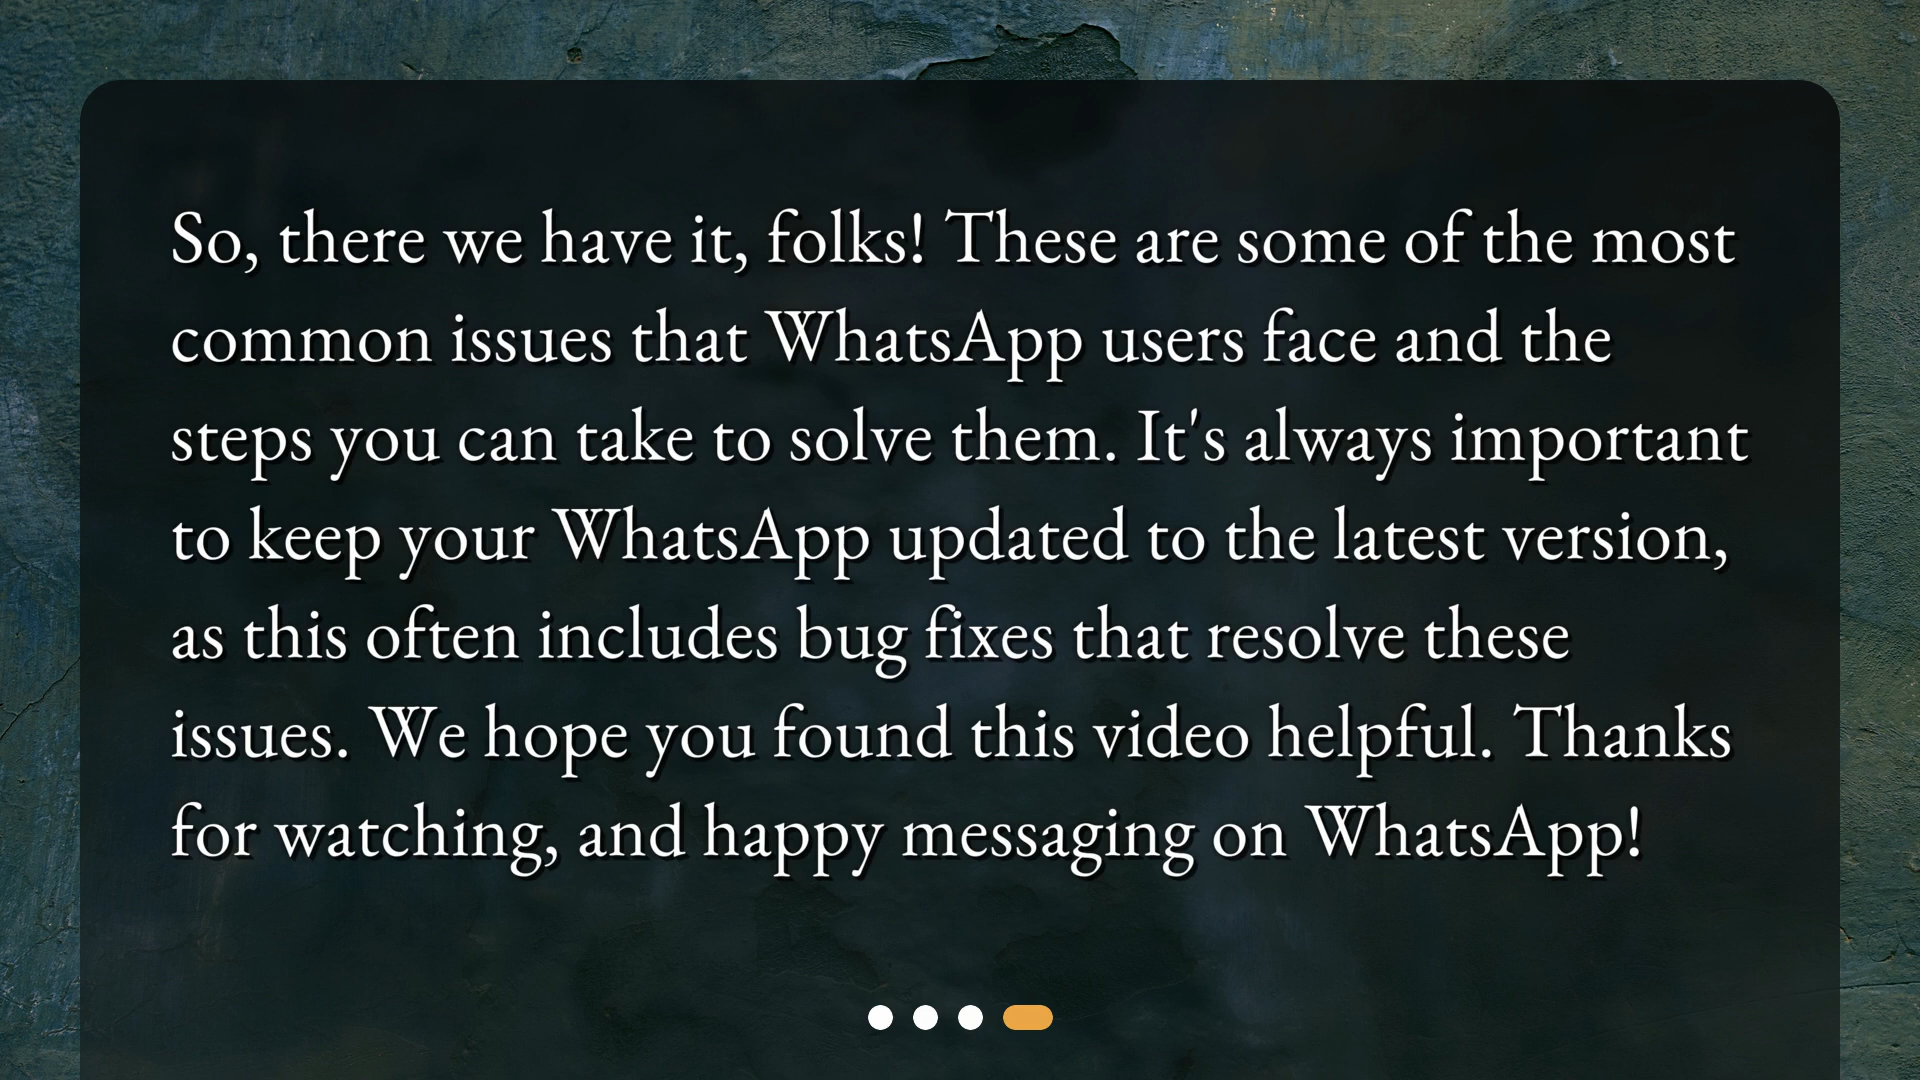 So, there we have it, folks! These are some of the most
common issues that WhatsApp users face and the
steps you can take to solve them. It's always important
to keep your WhatsApp updated to the latest version,
as this often includes bug fixes that resolve these
issues. We hope you found this video helpful. Thanks
for watching, and happy messaging on WhatsApp!